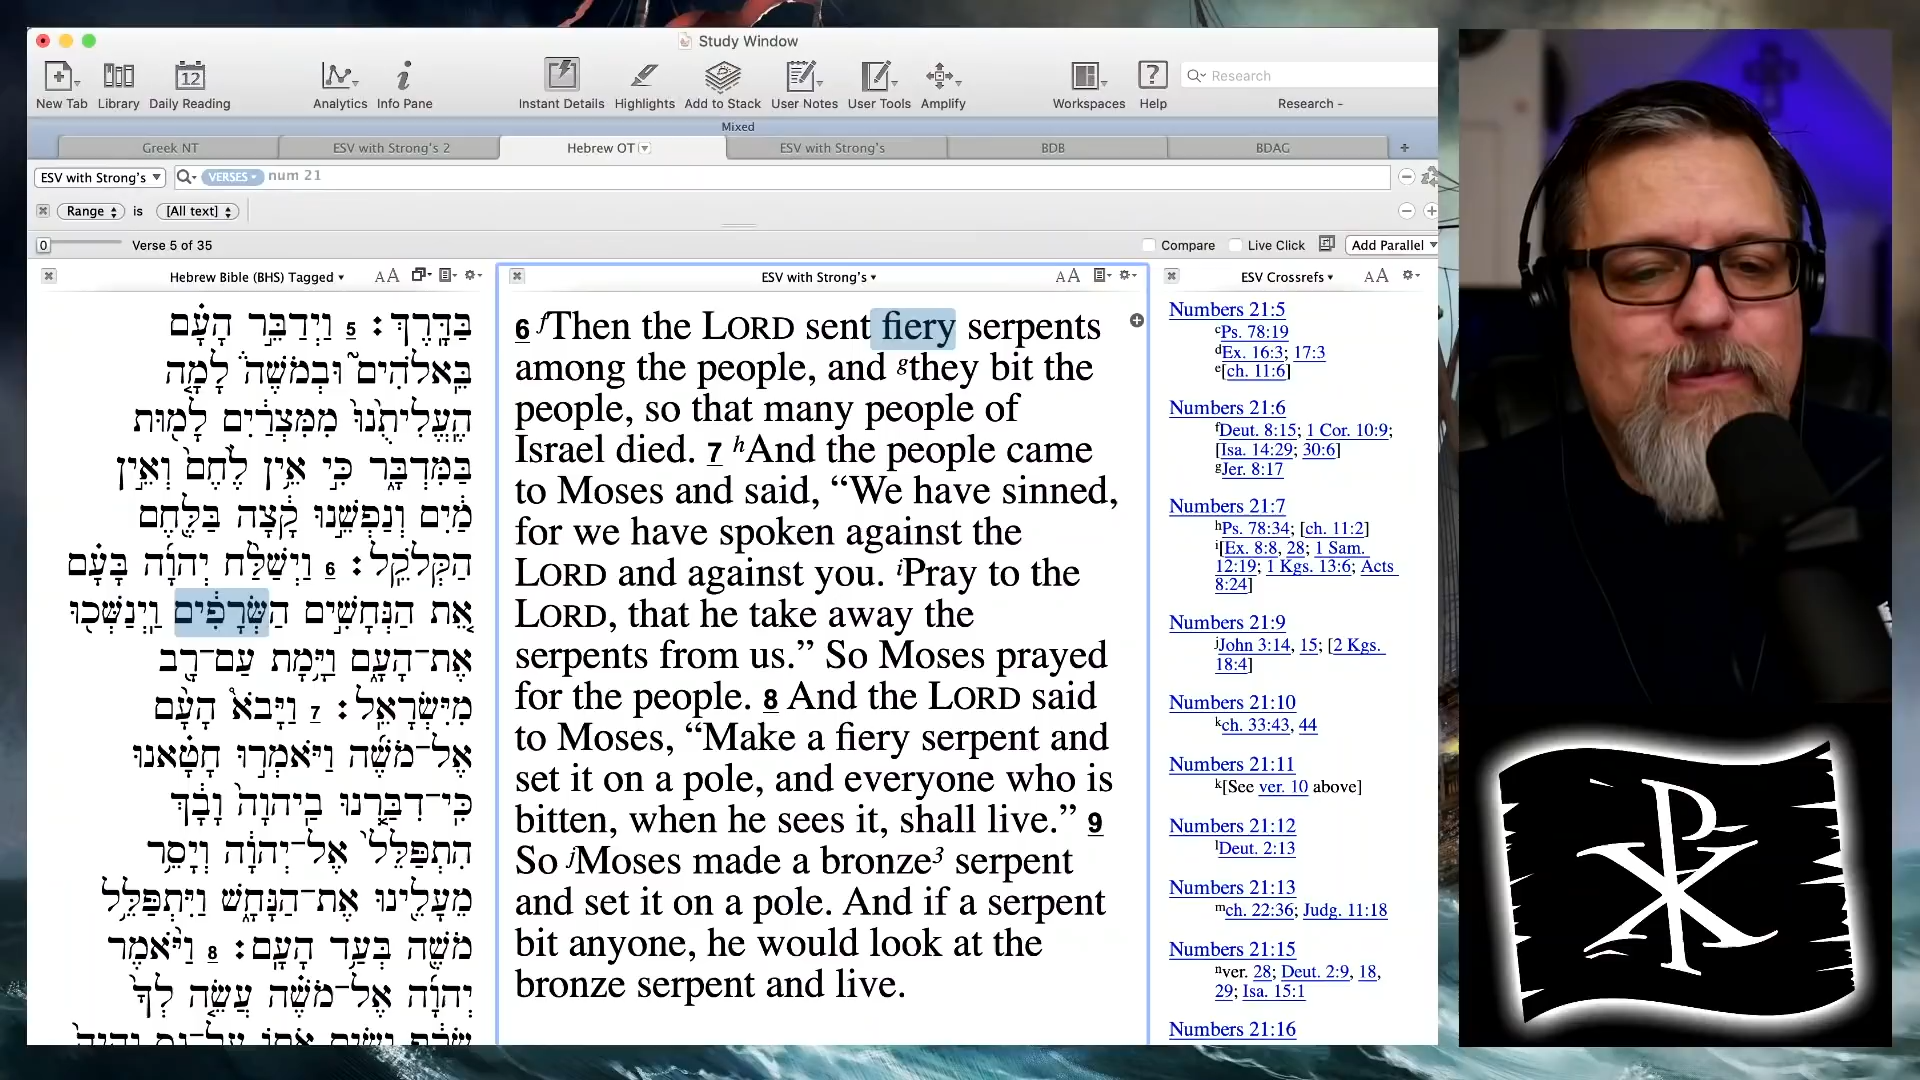 Study Window
New Tab Library Daily Reading Analytics Info Pane Instant Details Highlights Add to Stack User Notes User Tools Amplify Workspaces Help Research
12
Research
Mixed
Greek NT ESV with Strong's 2 Hebrew OT ESV with Strong's BDB BDAG
ESV with Strong's VERSES num 21
Range is [All text]
0 Verse 5 of 35 Compare Live Click Add Parallel
Hebrew Bible (BHS) Tagged AA
בַּדָּֽרֶךְ׃ 5 וַיְדַבֵּ֣ר הָעָ֗ם
בֵּֽאלֹהִים֮ וּבְמֹשֶׁה֒ לָמָ֤ה
הֶֽעֱלִיתֻ֙נוּ֙ מִמִּצְרַ֔יִם לָמ֖וּת
בַּמִּדְבָּ֑ר כִּ֣י אֵ֥ין לֶ֙חֶם֙ וְאֵ֣ין
מַ֔יִם וְנַפְשֵׁ֣נוּ קָ֔צָה בַּלֶּ֖חֶם
הַקְּלֹקֵֽל׃ 6 וַיְשַׁלַּ֨ח יְהוָ֜ה בָּעָ֗ם
אֵ֚ת הַנְּחָשִׁ֣ים הַשְּׂרָפִ֔ים וַֽיְנַשְּׁכ֖וּ
אֶת־הָעָ֑ם וַיָּ֥מָת עַם־רָ֖ב
מִיִּשְׂרָאֵֽל׃ 7 וַיָּבֹא֩ הָעָ֨ם
אֶל־מֹשֶׁ֜ה וַיֹּאמְר֣וּ חָטָ֗אנוּ
כִּֽי־דִבַּ֤רְנוּ בַֽיהוָה֙ וָבָ֔ךְ
הִתְפַּלֵּל֙ אֶל־יְהוָ֔ה וְיָסֵ֥ר
מֵעָלֵ֖ינוּ אֶת־הַנָּחָ֑שׁ וַיִּתְפַּלֵּ֥ל
מֹשֶׁ֖ה בְּעַ֥ד הָעָֽם׃ 8 וַיֹּ֨אמֶר
יְהוָ֜ה אֶל־מֹשֶׁ֗ה עֲשֵׂ֤ה לְךָ֙
ESV with Strong's AA
6 fThen the LORD sent fiery serpents
among the people, and gthey bit the
people, so that many people of
Israel died. 7 hAnd the people came
to Moses and said, “We have sinned,
for we have spoken against the
LORD and against you. iPray to the
LORD, that he take away the
serpents from us.” So Moses prayed
for the people. 8 And the LORD said
to Moses, “Make a fiery serpent and
set it on a pole, and everyone who is
bitten, when he sees it, shall live.” 9
So jMoses made a bronze3 serpent
and set it on a pole. And if a serpent
bit anyone, he would look at the
bronze serpent and live.
ESV Crossrefs AA
Numbers 21:5
cPs. 78:19
dEx. 16:3; 17:3
e[ch. 11:6]
Numbers 21:6
fDeut. 8:15; 1 Cor. 10:9;
[Isa. 14:29; 30:6]
gJer. 8:17
Numbers 21:7
hPs. 78:34; [ch. 11:2]
i[Ex. 8:8, 28; 1 Sam.
12:19; 1 Kgs. 13:6; Acts
8:24]
Numbers 21:9
jJohn 3:14, 15; [2 Kgs.
18:4]
Numbers 21:10
kch. 33:43, 44
Numbers 21:11
k[See ver. 10 above]
Numbers 21:12
lDeut. 2:13
Numbers 21:13
mch. 22:36; Judg. 11:18
Numbers 21:15
nver. 28; Deut. 2:9, 18,
29; Isa. 15:1
Numbers 21:16